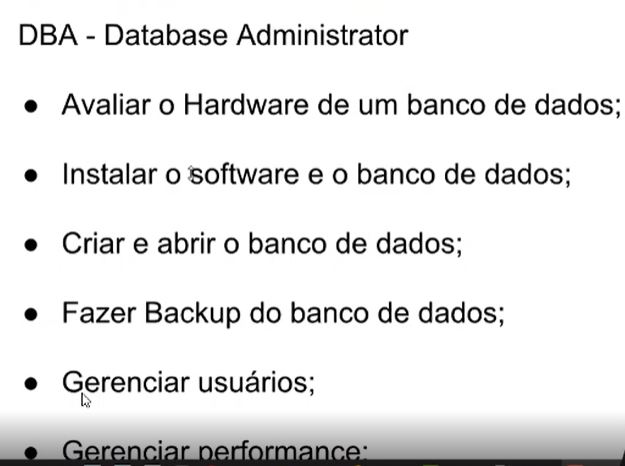 DBA - Database Administrator
● Avaliar o Hardware de um banco de dados;
● Instalar o software e o banco de dados;
● Criar e abrir o banco de dados;
● Fazer Backup do banco de dados;
● Gerenciar usuários;
● Gerenciar performance;